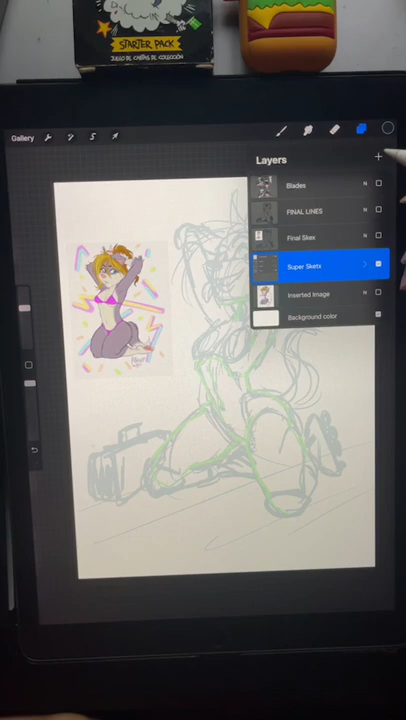 STARTER PACK
JUEGO DE CARTAS DE COLECCIÓN
Gallery
Layers
Blades N
FINAL LINES N
Final Skex N
Super Sketx
Inserted Image N
Background color